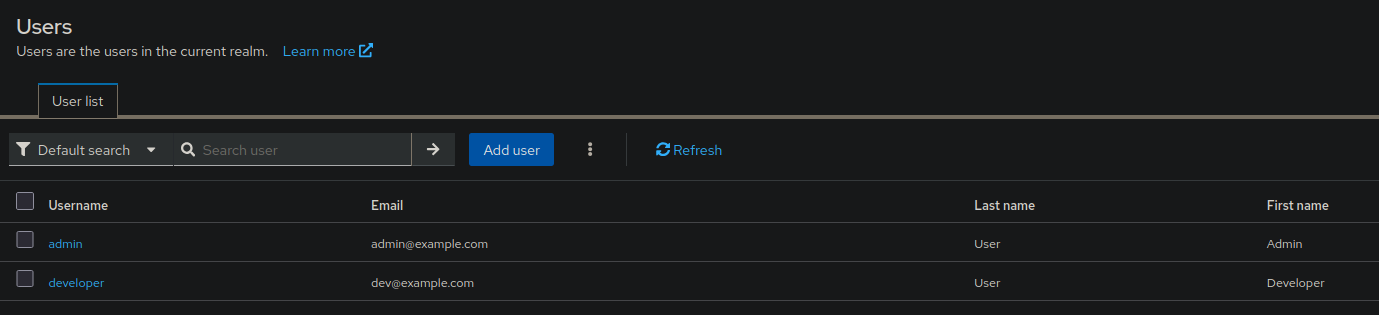 Users
Users are the users in the current realm. Learn more
User list
Default search Search user Add user Refresh
Username Email Last name First name
admin admin@example.com User Admin
developer dev@example.com User Developer